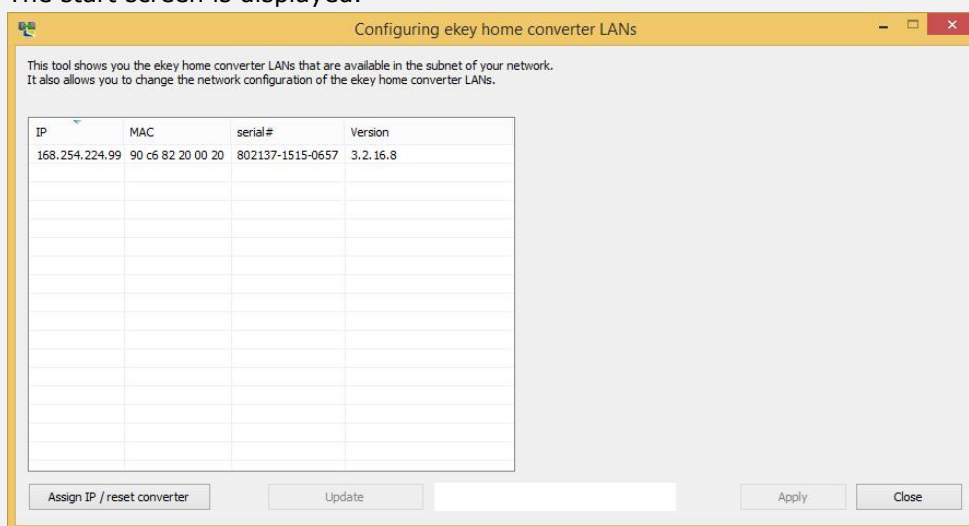 The start screen is displayed.
Configuring ekey home converter LANs
This tool shows you the ekey home converter LANs that are available in the subnet of your network.
It also allows you to change the network configuration of the ekey home converter LANs.
IP MAC serial# Version
168.254.224.99 90 c6 82 20 00 20 802137-1515-0657 3.2.16.8
Assign IP / reset converter Update Apply Close